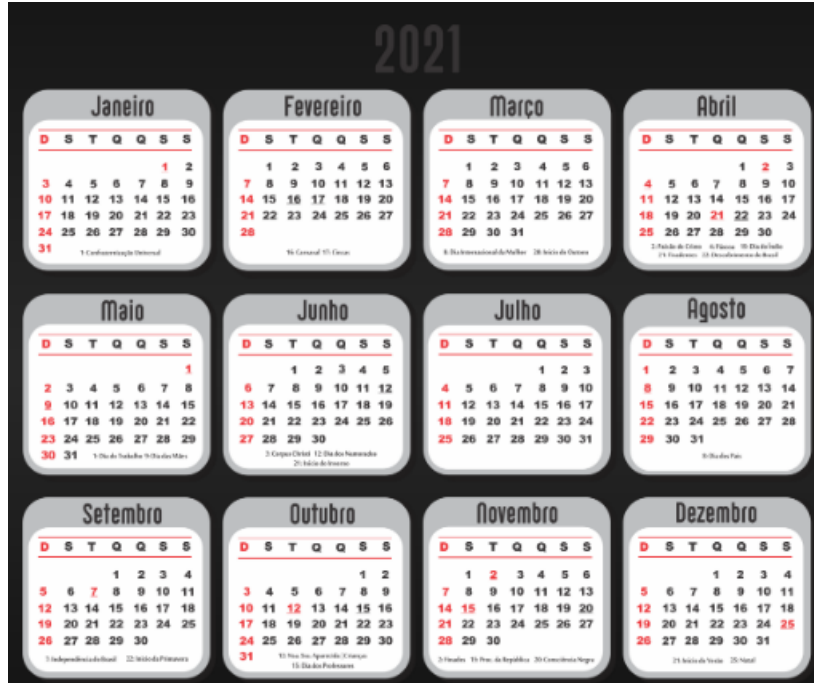 2021
Janeiro
D S T Q Q S S
1 2
3 4 5 6 7 8 9
10 11 12 13 14 15 16
17 18 19 20 21 22 23
24 25 26 27 28 29 30
31
1: Confraternização Universal
Fevereiro
D S T Q Q S S
1 2 3 4 5 6
7 8 9 10 11 12 13
14 15 16 17 18 19 20
21 22 23 24 25 26 27
28
16: Carnaval 17: Cinzas
Março
D S T Q Q S S
1 2 3 4 5 6
7 8 9 10 11 12 13
14 15 16 17 18 19 20
21 22 23 24 25 26 27
28 29 30 31
8: Dia Internacional da Mulher 20: Início do Outono
Abril
D S T Q Q S S
1 2 3
4 5 6 7 8 9 10
11 12 13 14 15 16 17
18 19 20 21 22 23 24
25 26 27 28 29 30
2: Paixão de Cristo 4: Páscoa 19: Dia do Índio
21: Tiradentes 22: Descobrimento do Brasil
Maio
D S T Q Q S S
1
2 3 4 5 6 7 8
9 10 11 12 13 14 15
16 17 18 19 20 21 22
23 24 25 26 27 28 29
30 31 1: Dia do Trabalho 9: Dia das Mães
Junho
D S T Q Q S S
1 2 3 4 5
6 7 8 9 10 11 12
13 14 15 16 17 18 19
20 21 22 23 24 25 26
27 28 29 30
3: Corpus Christi 12: Dia dos Namorados
21: Início do Inverno
Julho
D S T Q Q S S
1 2 3
4 5 6 7 8 9 10
11 12 13 14 15 16 17
18 19 20 21 22 23 24
25 26 27 28 29 30 31
Agosto
D S T Q Q S S
1 2 3 4 5 6 7
8 9 10 11 12 13 14
15 16 17 18 19 20 21
22 23 24 25 26 27 28
29 30 31
8: Dia dos Pais
Setembro
D S T Q Q S S
1 2 3 4
5 6 7 8 9 10 11
12 13 14 15 16 17 18
19 20 21 22 23 24 25
26 27 28 29 30
7: Independência do Brasil 22: Início da Primavera
Outubro
D S T Q Q S S
1 2
3 4 5 6 7 8 9
10 11 12 13 14 15 16
17 18 19 20 21 22 23
24 25 26 27 28 29 30
31 12: Nsa. Sra. Aparecida | Crianças
15: Dia dos Professores
Novembro
D S T Q Q S S
1 2 3 4 5 6
7 8 9 10 11 12 13
14 15 16 17 18 19 20
21 22 23 24 25 26 27
28 29 30
2: Finados 15: Proc. da República 20: Consciência Negra
Dezembro
D S T Q Q S S
1 2 3 4
5 6 7 8 9 10 11
12 13 14 15 16 17 18
19 20 21 22 23 24 25
26 27 28 29 30 31
21: Início do Verão 25: Natal